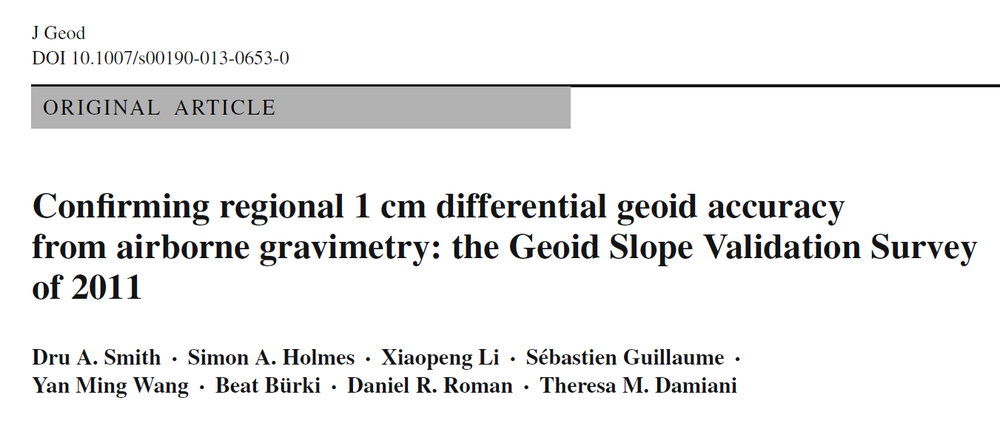 J Geod
DOI 10.1007/s00190-013-0653-0
ORIGINAL ARTICLE
Confirming regional 1 cm differential geoid accuracy
from airborne gravimetry: the Geoid Slope Validation Survey
of 2011
Dru A. Smith · Simon A. Holmes · Xiaopeng Li · Sébastien Guillaume ·
Yan Ming Wang · Beat Bürki · Daniel R. Roman · Theresa M. Damiani